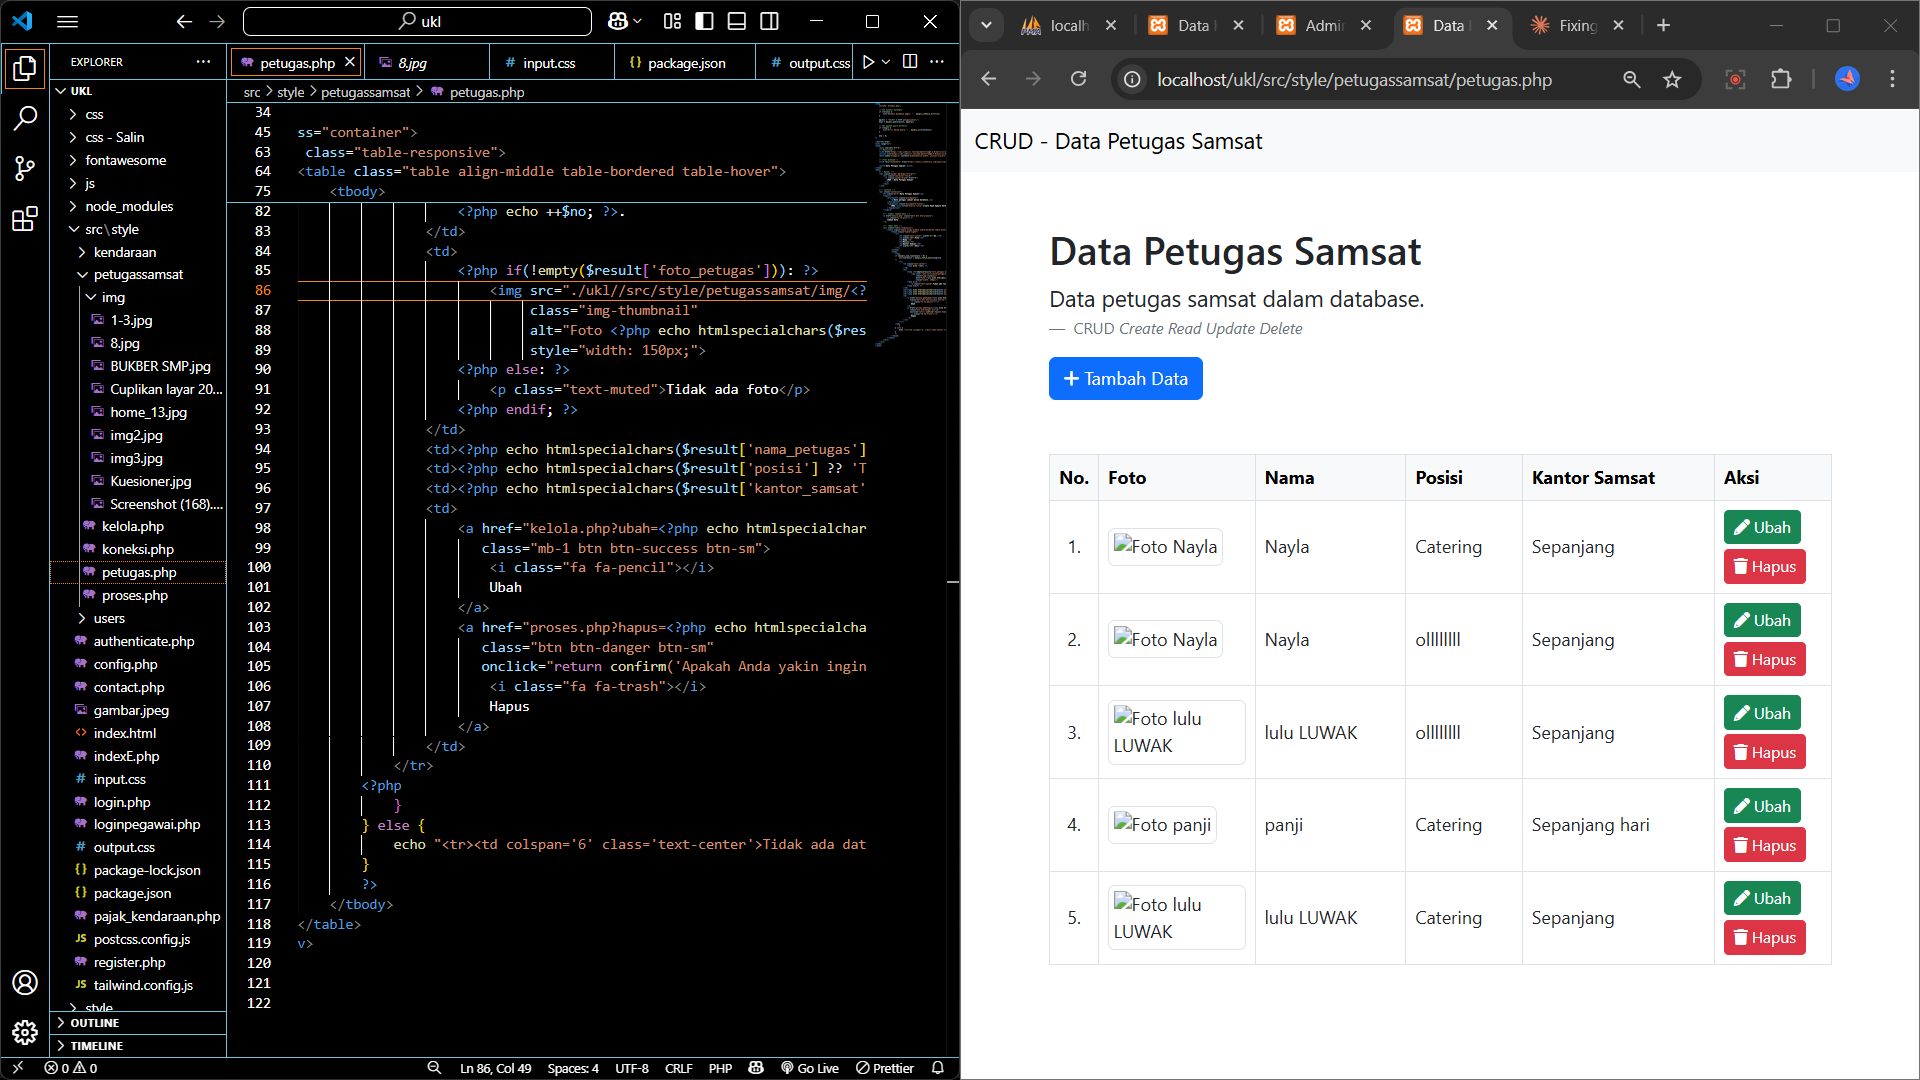 ukl
EXPLORER
UKL
css
css - Salin
fontawesome
js
node_modules
src\style
kendaraan
petugassamsat
img
1-3.jpg
8.jpg
BUKBER SMP.jpg
Cuplikan layar 20...
home_13.jpg
img2.jpg
img3.jpg
Kuesioner.jpg
Screenshot (168)....
kelola.php
koneksi.php
petugas.php
proses.php
users
authenticate.php
config.php
contact.php
gambar.jpeg
index.html
indexE.php
input.css
login.php
loginpegawai.php
output.css
package-lock.json
package.json
pajak_kendaraan.php
postcss.config.js
register.php
tailwind.config.js
style
OUTLINE
TIMELINE
petugas.php
8.jpg
input.css
package.json
output.css
src > style > petugassamsat > petugas.php
34
45 ss="container">
63 class="table-responsive">
64 <table class="table align-middle table-bordered table-hover">
75 <tbody>
82 <?php echo ++$no; ?>.
83 </td>
84 <td>
85 <?php if(!empty($result['foto_petugas'])): ?>
86 <img src="./ukl//src/style/petugassamsat/img/<?
87 class="img-thumbnail"
88 alt="Foto <?php echo htmlspecialchars($res
89 style="width: 150px;">
90 <?php else: ?>
91 <p class="text-muted">Tidak ada foto</p>
92 <?php endif; ?>
93 </td>
94 <td><?php echo htmlspecialchars($result['nama_petugas']
95 <td><?php echo htmlspecialchars($result['posisi'] ?? 'T
96 <td><?php echo htmlspecialchars($result['kantor_samsat'
97 <td>
98 <a href="kelola.php?ubah=<?php echo htmlspecialchar
99 class="mb-1 btn btn-success btn-sm">
100 <i class="fa fa-pencil"></i>
101 Ubah
102 </a>
103 <a href="proses.php?hapus=<?php echo htmlspecialcha
104 class="btn btn-danger btn-sm"
105 onclick="return confirm('Apakah Anda yakin ingin
106 <i class="fa fa-trash"></i>
107 Hapus
108 </a>
109 </td>
110 </tr>
111 <?php
112 }
113 } else {
114 echo "<tr><td colspan='6' class='text-center'>Tidak ada dat
115 }
116 ?>
117 </tbody>
118 </table>
119 v>
120
121
122
0 0 Ln 86, Col 49 Spaces: 4 UTF-8 CRLF PHP Go Live Prettier
localh
Data
Admir
Data
Fixing
localhost/ukl/src/style/petugassamsat/petugas.php
CRUD - Data Petugas Samsat
Data Petugas Samsat
Data petugas samsat dalam database.
— CRUD Create Read Update Delete
Tambah Data
No. Foto Nama Posisi Kantor Samsat Aksi
1. Foto Nayla Nayla Catering Sepanjang Ubah
Hapus
2. Foto Nayla Nayla ollllllll Sepanjang Ubah
Hapus
3. Foto lulu LUWAK lulu LUWAK ollllllll Sepanjang Ubah
Hapus
4. Foto panji panji Catering Sepanjang hari Ubah
Hapus
5. Foto lulu LUWAK lulu LUWAK Catering Sepanjang Ubah
Hapus